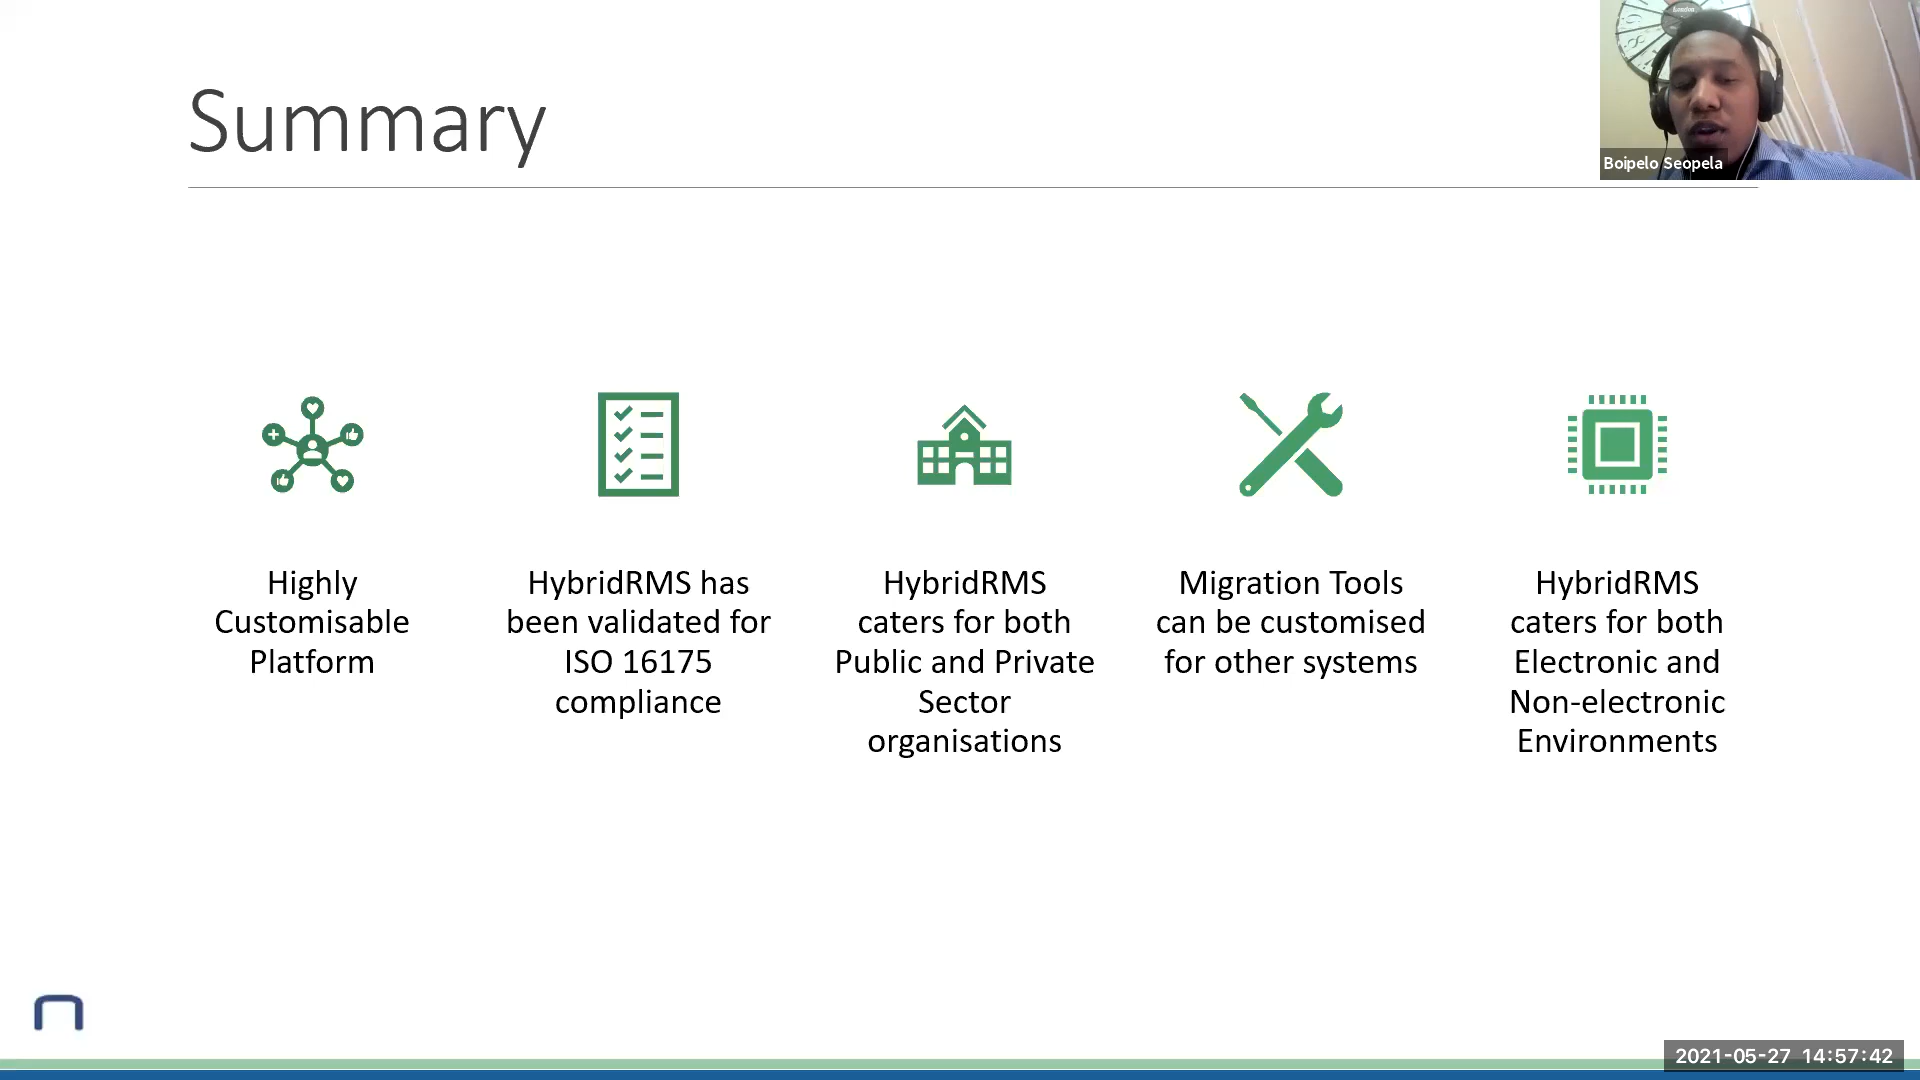 Summary
Boipelo Seopela
Highly
Customisable
Platform
HybridRMS has
been validated for
ISO 16175
compliance
HybridRMS
caters for both
Public and Private
Sector
organisations
Migration Tools
can be customised
for other systems
HybridRMS
caters for both
Electronic and
Non-electronic
Environments
2021-05-27 14:57:42